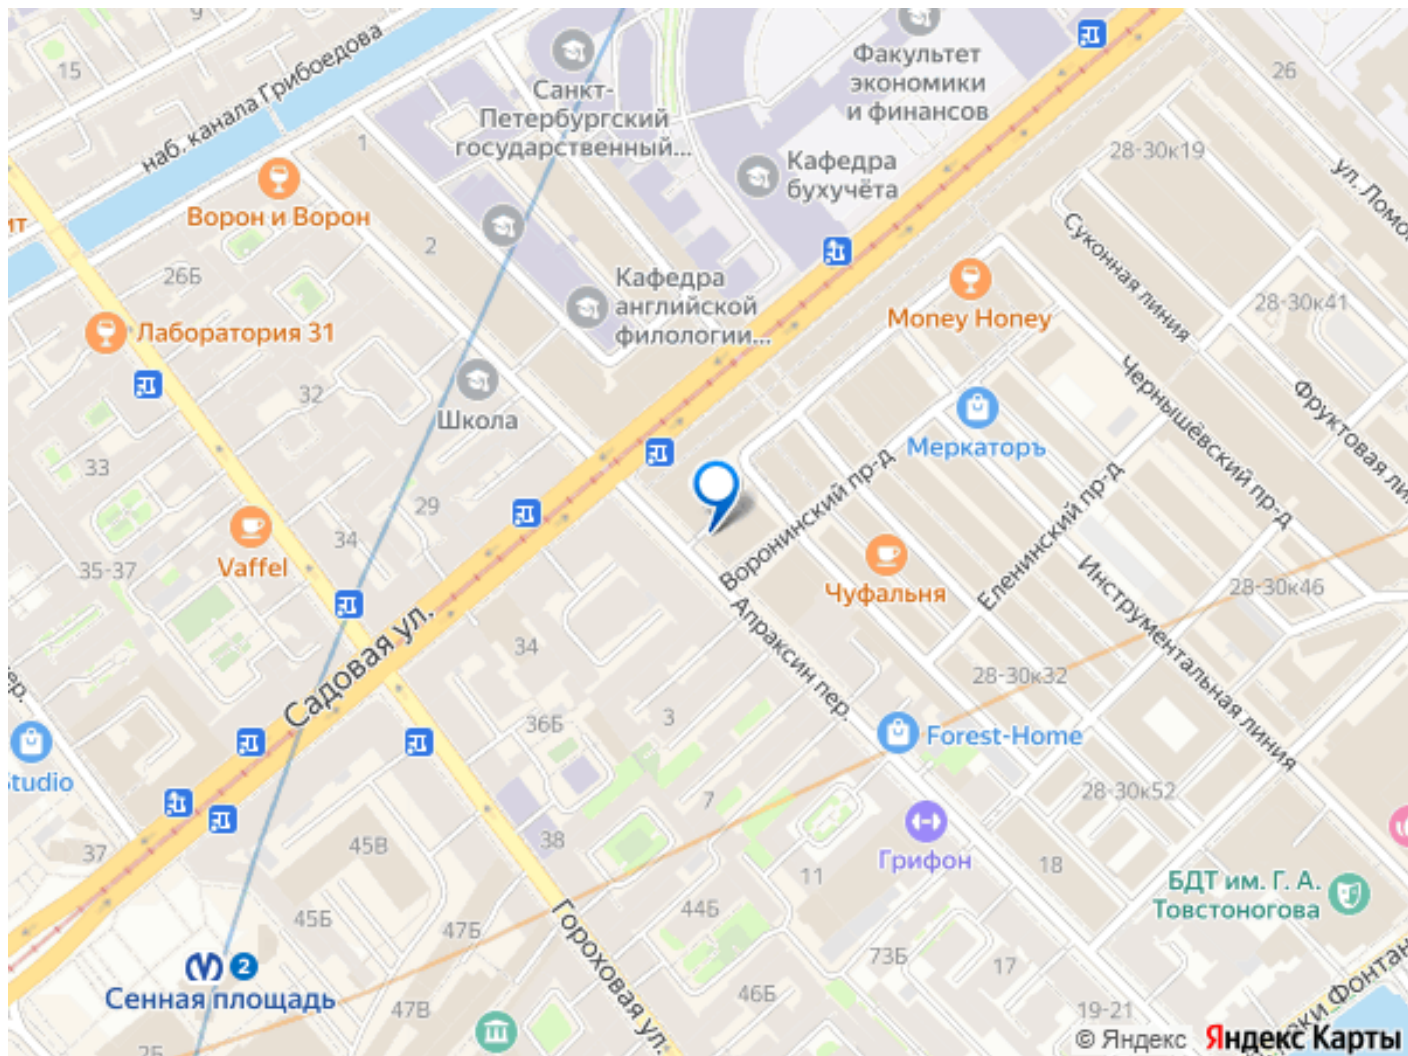 9
15
наб. канала Грибоедова
1
Санкт-
Петербургский
государственный...
Факультет
экономики
и финансов
26
28-30к19
ул. Ломо
Кафедра
бухучёта
Ворон и Ворон
ит
2
26Б
Кафедра
английской
филологии...
Суконная линия
Money Honey
28-30к41
Лаборатория 31
32
Школа
Чернышёвский пр-д
Фруктовая ли
Меркаторъ
33
29
34
Vaffel
35-37
Воронинский пр-д
Еленинский пр-д
Чуфальня
28-30к46
Инструментальная линия
Садовая ул.
Апраксин пер.
34
28-30к32
ер.
36Б
3
Forest-Home
Studio
7
28-30к52
37
45В
38
Грифон
18
11
БДТ им. Г. А.
Товстоногова
45Б
47Б
44Б
Гороховая ул.
73Б
17
2
Сенная площадь
47В
46Б
19-21
ки Фонтан
© Яндекс Яндекс Карты